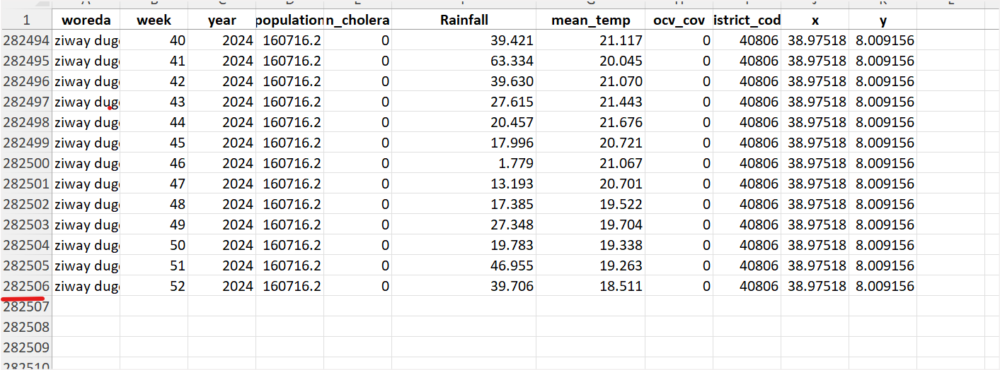 1 woreda week year population n_cholera Rainfall mean_temp ocv_cov istrict_cod x y
282494 ziway dug 40 2024 160716.2 0 39.421 21.117 0 40806 38.97518 8.009156
282495 ziway dug 41 2024 160716.2 0 63.334 20.045 0 40806 38.97518 8.009156
282496 ziway dug 42 2024 160716.2 0 39.630 21.070 0 40806 38.97518 8.009156
282497 ziway dug 43 2024 160716.2 0 27.615 21.443 0 40806 38.97518 8.009156
282498 ziway dug 44 2024 160716.2 0 20.457 21.676 0 40806 38.97518 8.009156
282499 ziway dug 45 2024 160716.2 0 17.996 20.721 0 40806 38.97518 8.009156
282500 ziway dug 46 2024 160716.2 0 1.779 21.067 0 40806 38.97518 8.009156
282501 ziway dug 47 2024 160716.2 0 13.193 20.701 0 40806 38.97518 8.009156
282502 ziway dug 48 2024 160716.2 0 17.385 19.522 0 40806 38.97518 8.009156
282503 ziway dug 49 2024 160716.2 0 27.348 19.704 0 40806 38.97518 8.009156
282504 ziway dug 50 2024 160716.2 0 19.783 19.338 0 40806 38.97518 8.009156
282505 ziway dug 51 2024 160716.2 0 46.955 19.263 0 40806 38.97518 8.009156
282506 ziway dug 52 2024 160716.2 0 39.706 18.511 0 40806 38.97518 8.009156
282507
282508
282509
282510